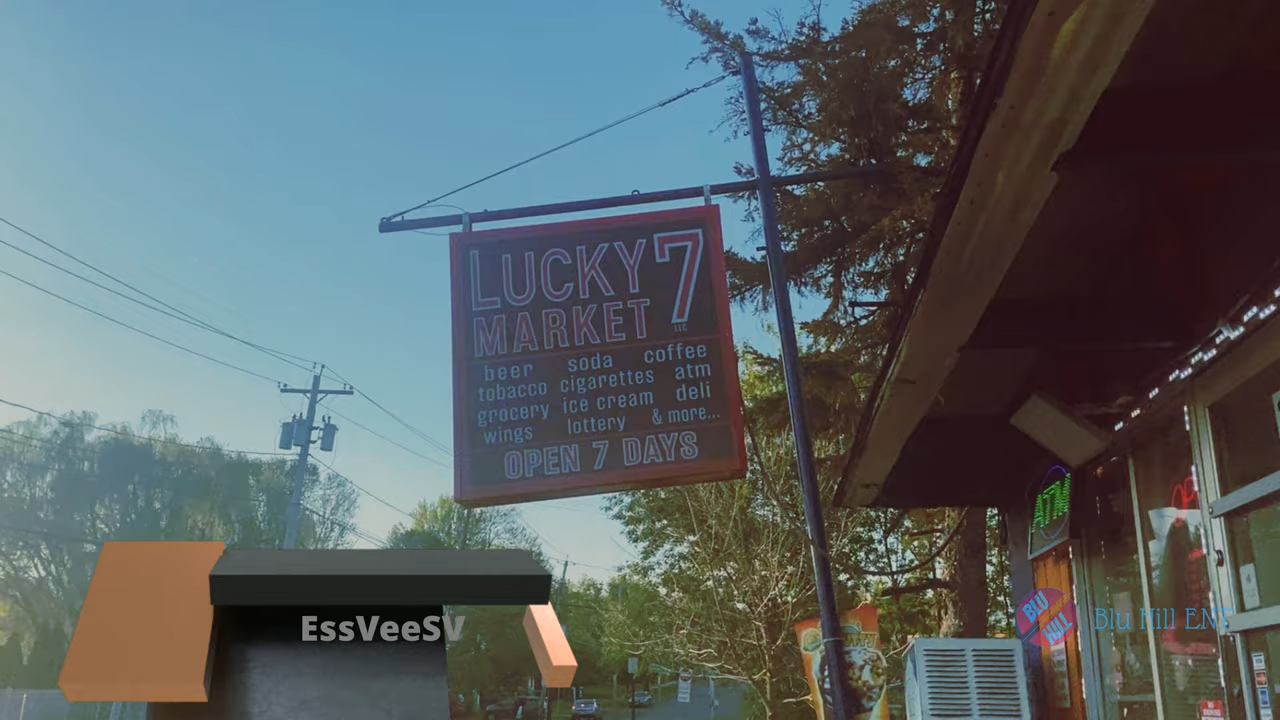 LUCKY 7
MARKET LLC
beer soda coffee
tobacco cigarettes atm
grocery ice cream deli
wings lottery & more...
OPEN 7 DAYS
ATM
EssVeeSV
BLU
HILL
Blu Hill ENT